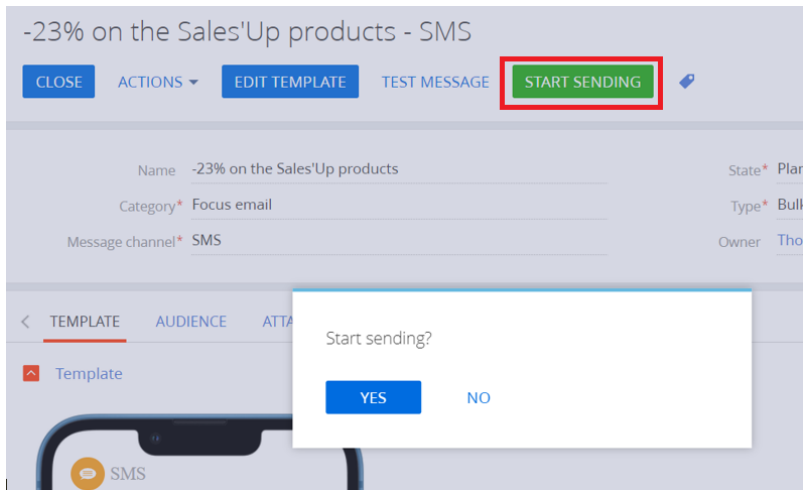 -23% on the Sales'Up products - SMS
CLOSE ACTIONS EDIT TEMPLATE TEST MESSAGE START SENDING
Name -23% on the Sales'Up products State*
Category* Focus email Type*
Message channel* SMS Owner
TEMPLATE AUDIENCE
Start sending?
Template
YES NO
SMS